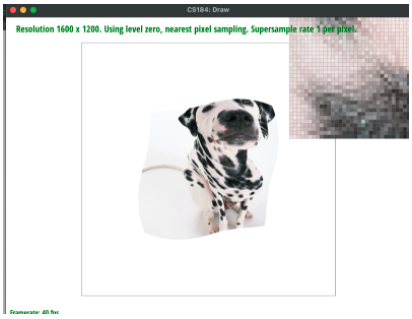 CS184: Draw
Resolution 1600 x 1200. Using level zero, nearest pixel sampling. Supersample rate 1 per pixel.
Framerate: 40 fps